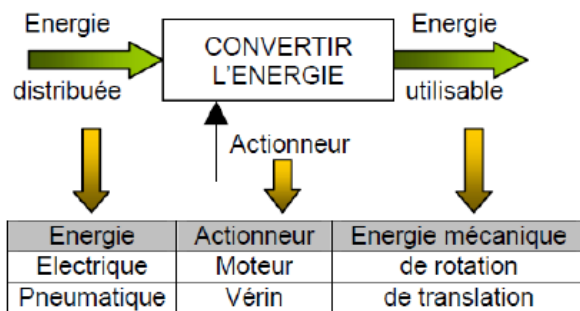 Energie
distribuée
CONVERTIR
L'ENERGIE
Energie
utilisable
Actionneur
Energie Actionneur Energie mécanique
Electrique Moteur de rotation
Pneumatique Vérin de translation